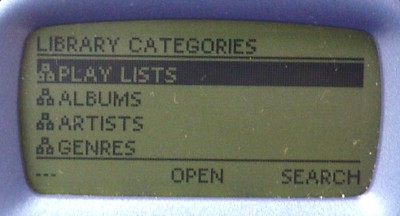 LIBRARY CATEGORIES
PLAY LISTS
ALBUMS
ARTISTS
GENRES
--- OPEN SEARCH